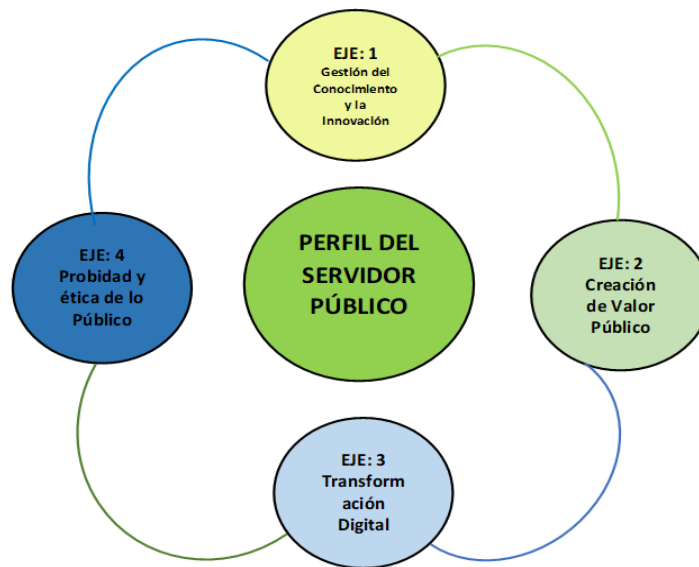 EJE: 1
Gestión del
Conocimiento
y la
Innovación
PERFIL DEL
SERVIDOR
PÚBLICO
EJE: 4
Probidad y
ética de lo
Público
EJE: 2
Creación
de Valor
Público
EJE: 3
Transform
ación
Digital